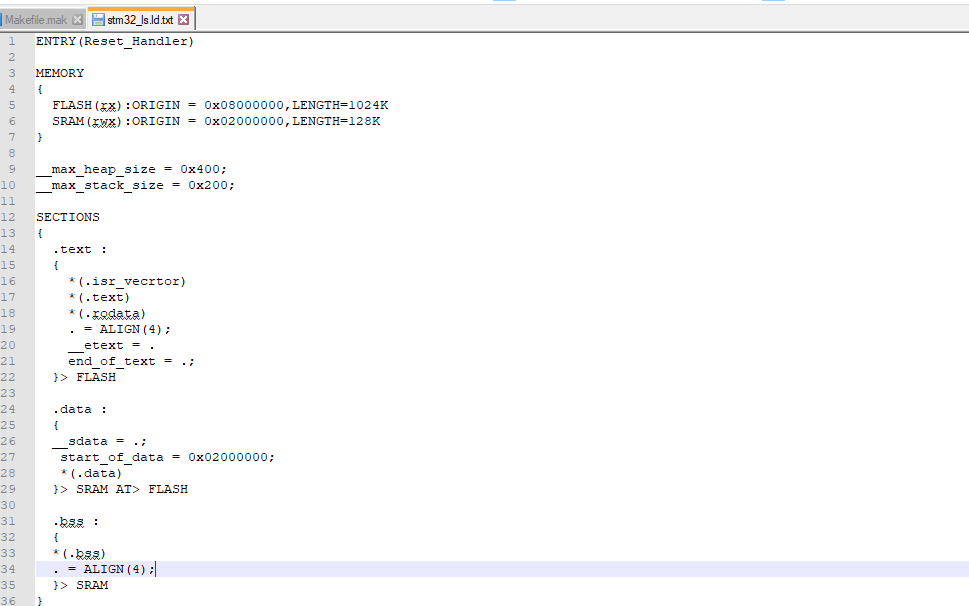 Makefile.mak stm32_ls.ld.txt
1 ENTRY(Reset_Handler)
2
3 MEMORY
4 {
5   FLASH(rx):ORIGIN = 0x08000000,LENGTH=1024K
6   SRAM(rwx):ORIGIN = 0x02000000,LENGTH=128K
7 }
8
9 __max_heap_size = 0x400;
10 __max_stack_size = 0x200;
11
12 SECTIONS
13 {
14   .text :
15   {
16     *(.isr_vecrtor)
17     *(.text)
18     *(.rodata)
19     . = ALIGN(4);
20     __etext = .
21     end_of_text = .;
22   }> FLASH
23
24   .data :
25   {
26   __sdata = .;
27    start_of_data = 0x02000000;
28    *(.data)
29   }> SRAM AT> FLASH
30
31   .bss :
32   {
33   *(.bss)
34   . = ALIGN(4);
35   }> SRAM
36 }